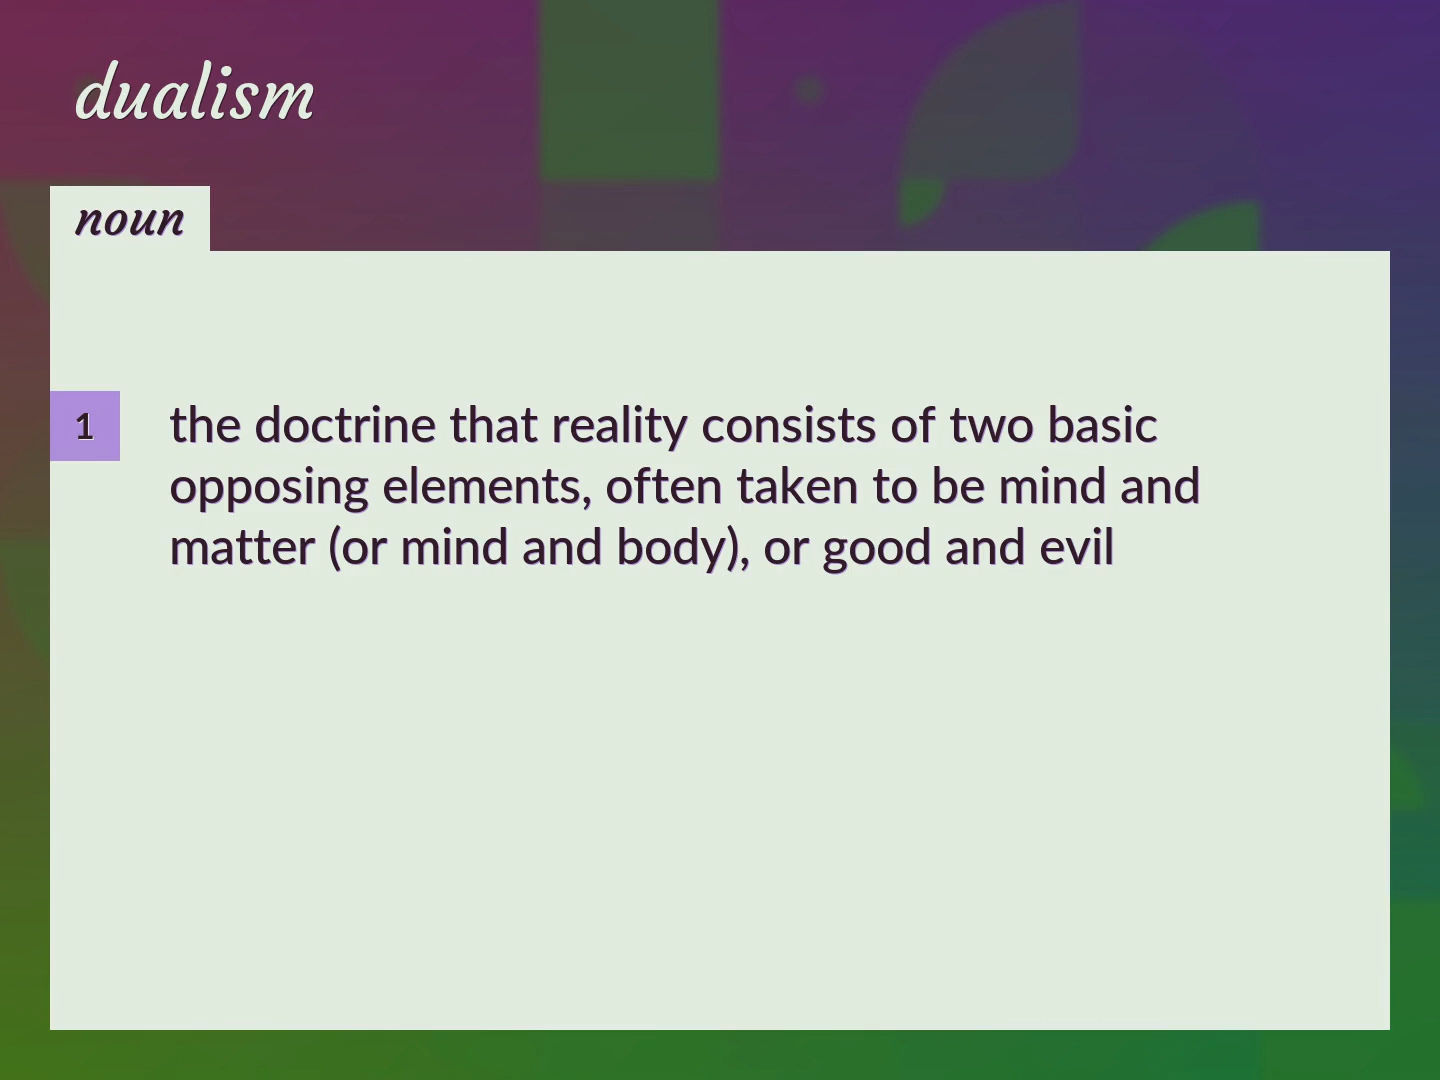 dualism
noun
1
the doctrine that reality consists of two basic
opposing elements, often taken to be mind and
matter (or mind and body), or good and evil